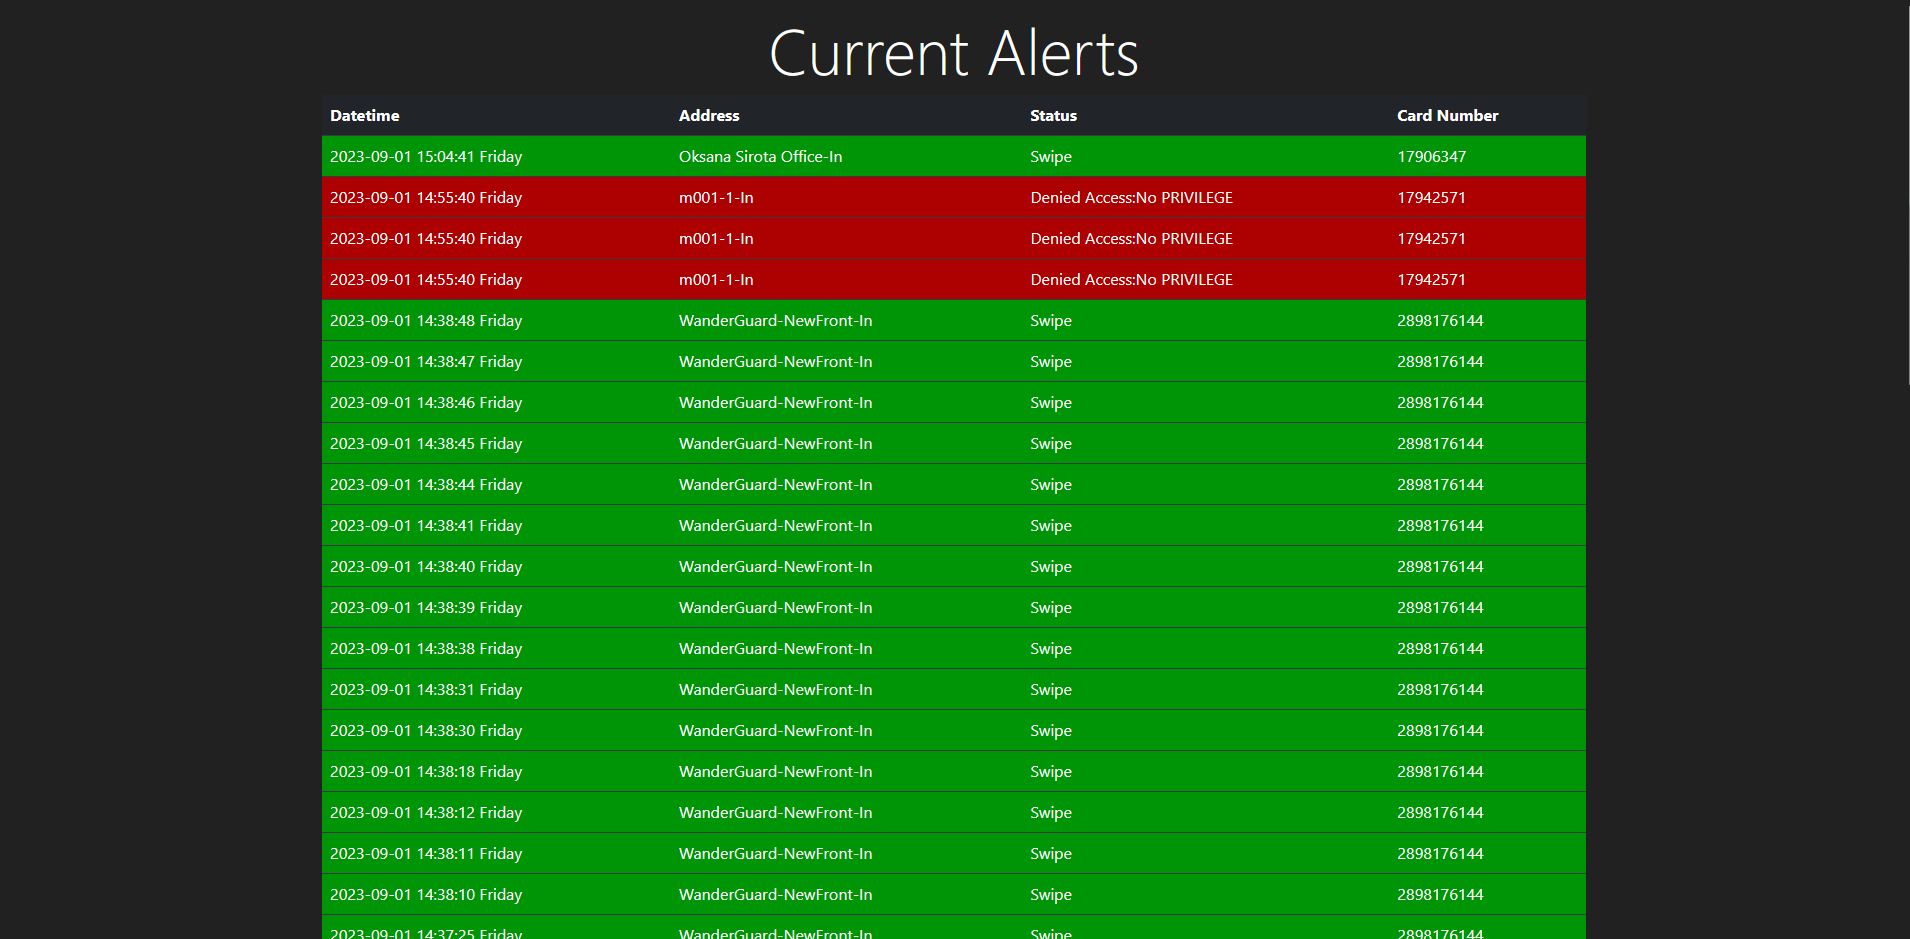 Current Alerts
Datetime Address Status Card Number
2023-09-01 15:04:41 Friday Oksana Sirota Office-In Swipe 17906347
2023-09-01 14:55:40 Friday m001-1-In Denied Access:No PRIVILEGE 17942571
2023-09-01 14:55:40 Friday m001-1-In Denied Access:No PRIVILEGE 17942571
2023-09-01 14:55:40 Friday m001-1-In Denied Access:No PRIVILEGE 17942571
2023-09-01 14:38:48 Friday WanderGuard-NewFront-In Swipe 2898176144
2023-09-01 14:38:47 Friday WanderGuard-NewFront-In Swipe 2898176144
2023-09-01 14:38:46 Friday WanderGuard-NewFront-In Swipe 2898176144
2023-09-01 14:38:45 Friday WanderGuard-NewFront-In Swipe 2898176144
2023-09-01 14:38:44 Friday WanderGuard-NewFront-In Swipe 2898176144
2023-09-01 14:38:41 Friday WanderGuard-NewFront-In Swipe 2898176144
2023-09-01 14:38:40 Friday WanderGuard-NewFront-In Swipe 2898176144
2023-09-01 14:38:39 Friday WanderGuard-NewFront-In Swipe 2898176144
2023-09-01 14:38:38 Friday WanderGuard-NewFront-In Swipe 2898176144
2023-09-01 14:38:31 Friday WanderGuard-NewFront-In Swipe 2898176144
2023-09-01 14:38:30 Friday WanderGuard-NewFront-In Swipe 2898176144
2023-09-01 14:38:18 Friday WanderGuard-NewFront-In Swipe 2898176144
2023-09-01 14:38:12 Friday WanderGuard-NewFront-In Swipe 2898176144
2023-09-01 14:38:11 Friday WanderGuard-NewFront-In Swipe 2898176144
2023-09-01 14:38:10 Friday WanderGuard-NewFront-In Swipe 2898176144
2023-09-01 14:37:25 Friday WanderGuard-NewFront-In Swipe 2898176144